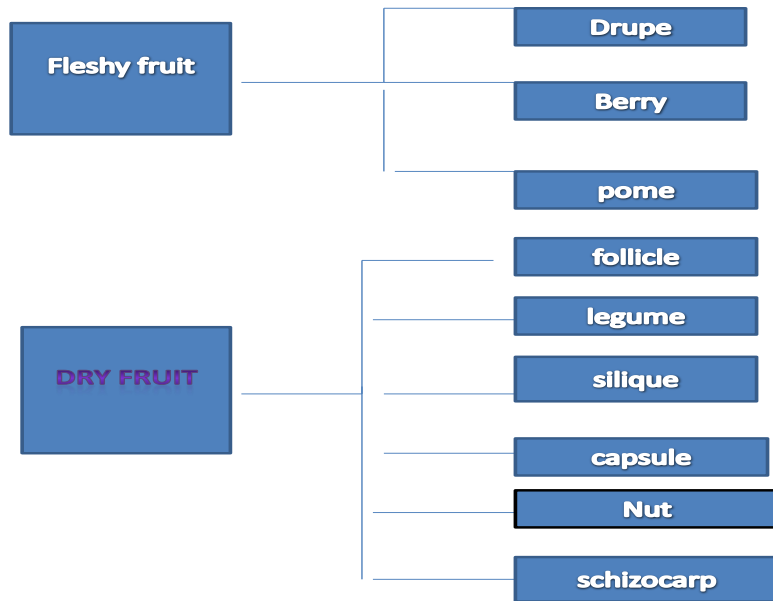 Fleshy fruit
Drupe
Berry
pome
DRY FRUIT
follicle
legume
silique
capsule
Nut
schizocarp